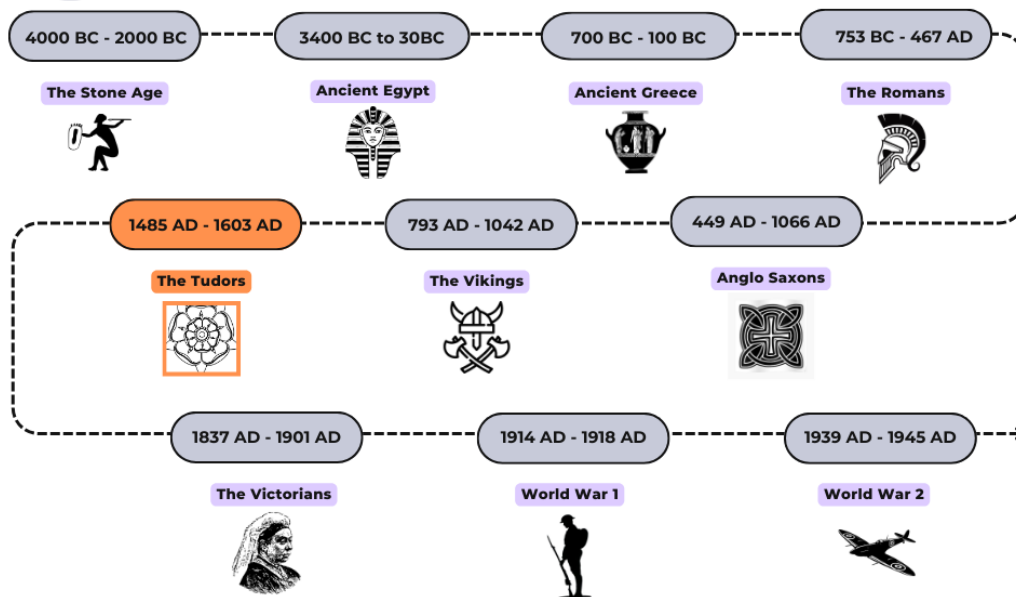 4000 BC - 2000 BC
3400 BC to 30BC
700 BC - 100 BC
753 BC - 467 AD
The Stone Age
Ancient Egypt
Ancient Greece
The Romans
1485 AD - 1603 AD
793 AD - 1042 AD
449 AD - 1066 AD
The Tudors
The Vikings
Anglo Saxons
1837 AD - 1901 AD
1914 AD - 1918 AD
1939 AD - 1945 AD
The Victorians
World War 1
World War 2